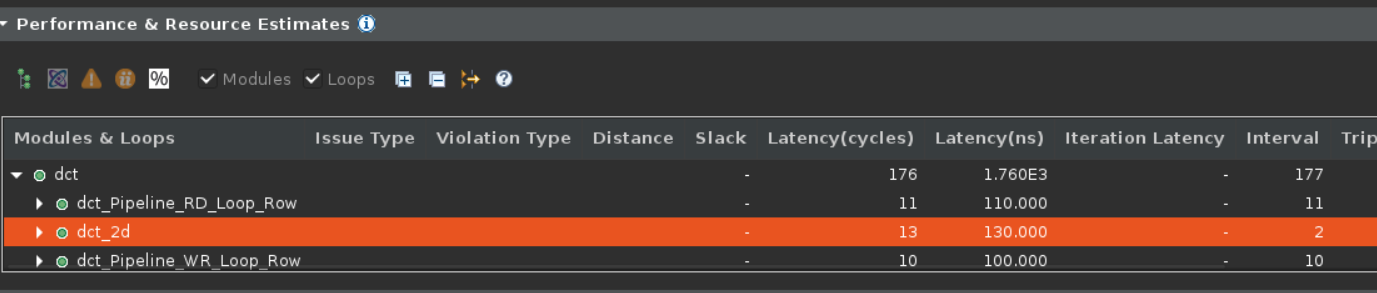 Performance & Resource Estimates i
% Modules Loops ?
Modules & Loops Issue Type Violation Type Distance Slack Latency(cycles) Latency(ns) Iteration Latency Interval Trip
dct - 176 1.760E3 - 177
dct_Pipeline_RD_Loop_Row - 11 110.000 - 11
dct_2d - 13 130.000 - 2
dct_Pipeline_WR_Loop_Row - 10 100.000 - 10